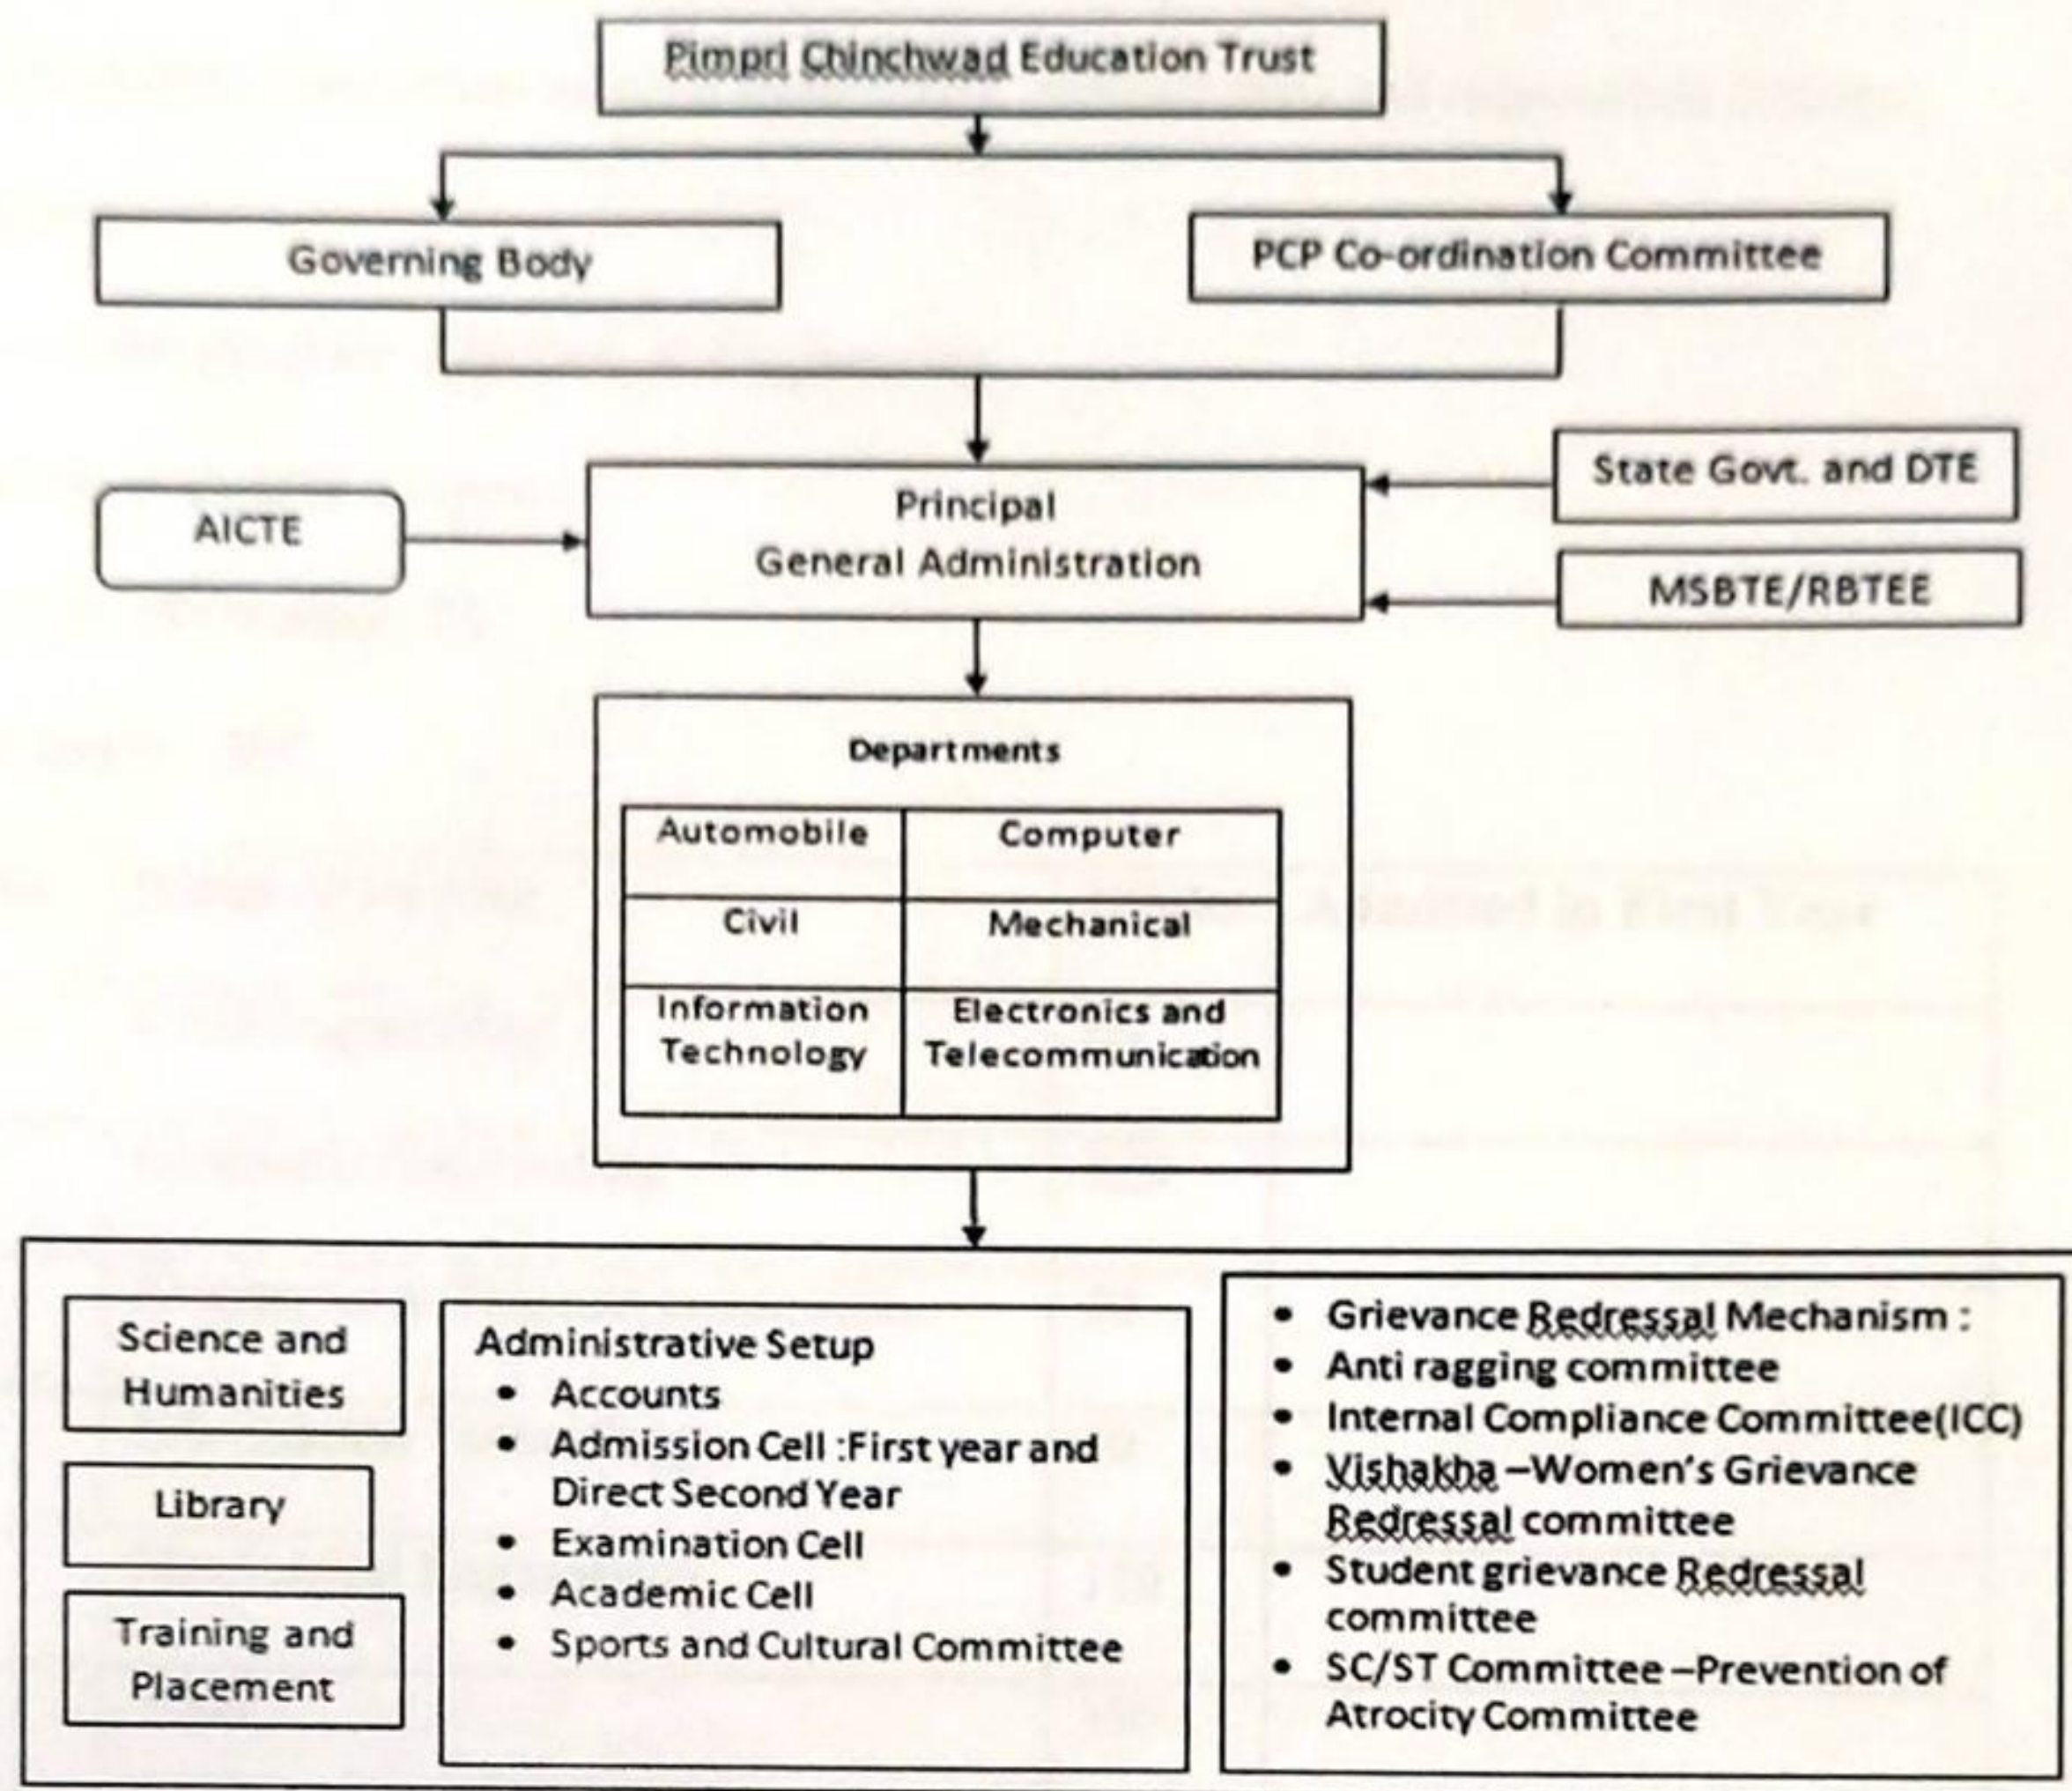 Pimpri Chinchwad Education Trust
Governing Body
PCP Co-ordination Committee
State Govt. and DTE
AICTE
Principal
General Administration
MSBTE/RBTEE
Departments
Automobile
Computer
Civil
Mechanical
Information
Technology
Electronics and
Telecommunication
Science and
Humanities
Library
Training and
Placement
Administrative Setup
• Accounts
• Admission Cell :First year and
Direct Second Year
• Examination Cell
• Academic Cell
• Sports and Cultural Committee
• Grievance Redressal Mechanism :
• Anti ragging committee
• Internal Compliance Committee(ICC)
• Vishakha –Women's Grievance
Redressal committee
• Student grievance Redressal
committee
• SC/ST Committee –Prevention of
Atrocity Committee